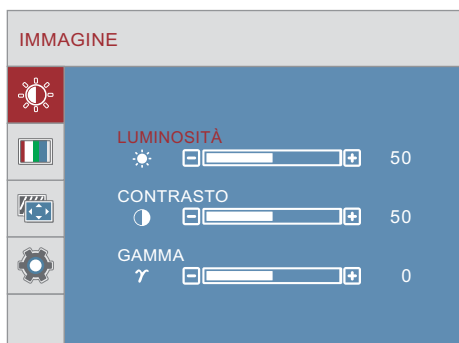 IMMAGINE
LUMINOSITÀ
50
CONTRASTO
50
GAMMA
γ 0